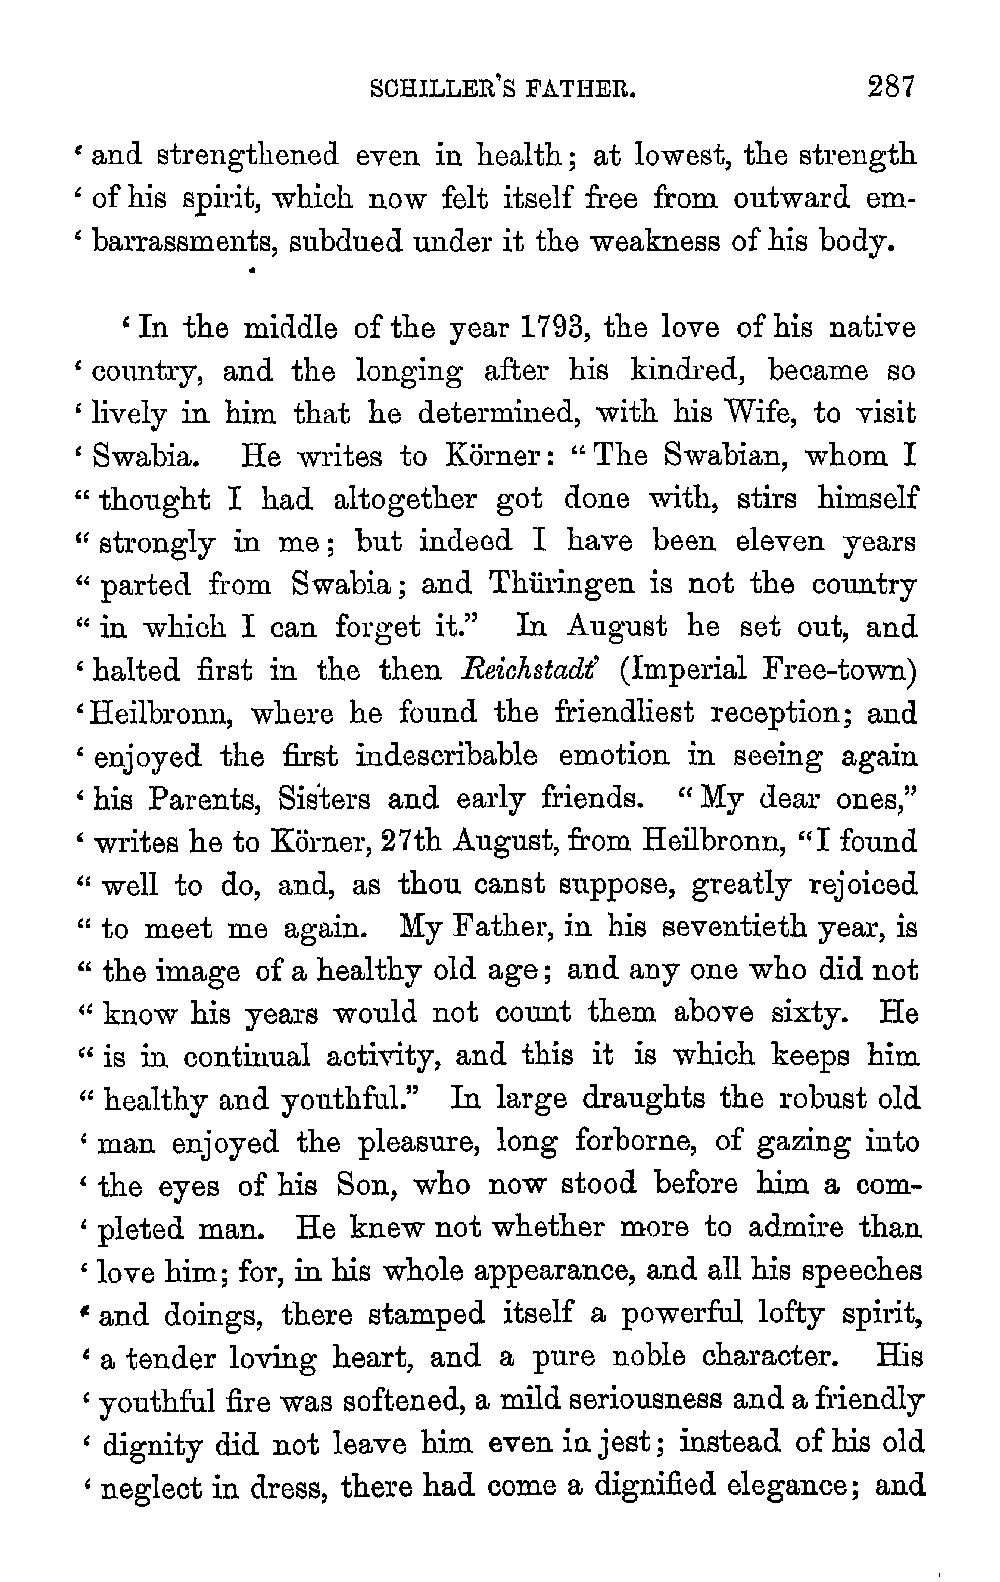 SCHILLER'S FATHER. 287
‘ and strengthened even in health; at lowest, the strength
‘ of his spirit, which now felt itself free from outward em-
‘ barrassments, subdued under it the weakness of his body.
‘ In the middle of the year 1793, the love of his native
‘ country, and the longing after his kindred, became so
‘ lively in him that he determined, with his Wife, to visit
‘ Swabia. He writes to Körner: “ The Swabian, whom I
“ thought I had altogether got done with, stirs himself
“ strongly in me; but indeed I have been eleven years
“ parted from Swabia; and Thüringen is not the country
“ in which I can forget it.” In August he set out, and
‘ halted first in the then Reichstadt (Imperial Free-town)
‘ Heilbronn, where he found the friendliest reception; and
‘ enjoyed the first indescribable emotion in seeing again
‘ his Parents, Sisters and early friends. “ My dear ones,”
‘ writes he to Körner, 27th August, from Heilbronn, “I found
“ well to do, and, as thou canst suppose, greatly rejoiced
“ to meet me again. My Father, in his seventieth year, is
“ the image of a healthy old age; and any one who did not
“ know his years would not count them above sixty. He
“ is in continual activity, and this it is which keeps him
“ healthy and youthful.” In large draughts the robust old
‘ man enjoyed the pleasure, long forborne, of gazing into
‘ the eyes of his Son, who now stood before him a com-
‘ pleted man. He knew not whether more to admire than
‘ love him; for, in his whole appearance, and all his speeches
‘ and doings, there stamped itself a powerful lofty spirit,
‘ a tender loving heart, and a pure noble character. His
‘ youthful fire was softened, a mild seriousness and a friendly
‘ dignity did not leave him even in jest; instead of his old
‘ neglect in dress, there had come a dignified elegance; and